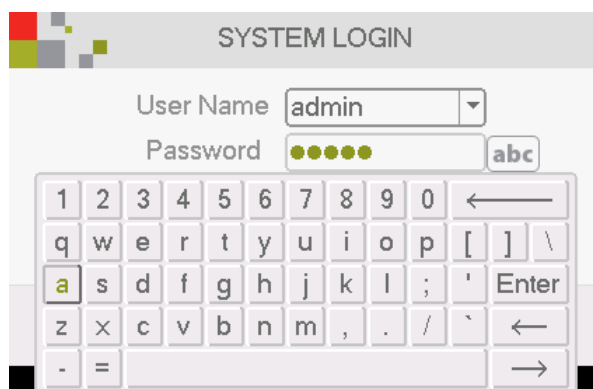 SYSTEM LOGIN
User Name admin
Password ●●●●● abc
1 2 3 4 5 6 7 8 9 0 ←
q w e r t y u i o p [ ] \
a s d f g h j k l ; ' Enter
z x c v b n m , . / ` ←
- = →